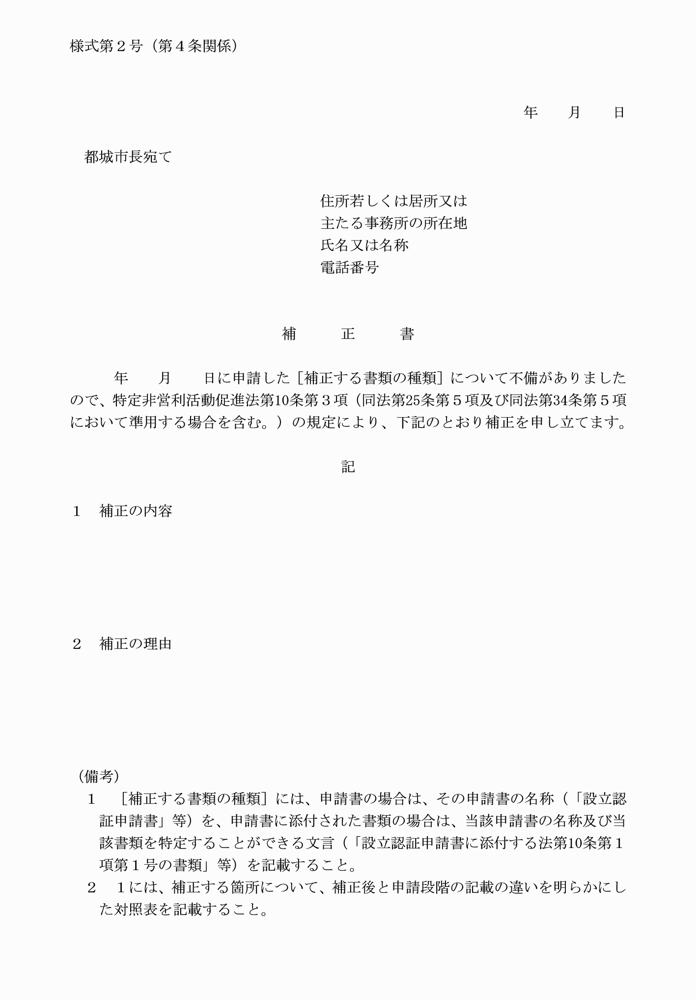 様式第２号（第４条関係）
年　　月　　日
都城市長宛て
住所若しくは居所又は
主たる事務所の所在地
氏名又は名称
電話番号
補　　　正　　　書
年　　月　　日に申請した［補正する書類の種類］について不備がありました
ので、特定非営利活動促進法第10条第３項（同法第25条第５項及び同法第34条第５項
において準用する場合を含む。）の規定により、下記のとおり補正を申し立てます。
記
１　補正の内容
２　補正の理由
（備考）
１　［補正する書類の種類］には、申請書の場合は、その申請書の名称（「設立認
証申請書」等）を、申請書に添付された書類の場合は、当該申請書の名称及び当
該書類を特定することができる文言（「設立認証申請書に添付する法第10条第１
項第１号の書類」等）を記載すること。
２　１には、補正する箇所について、補正後と申請段階の記載の違いを明らかにし
た対照表を記載すること。